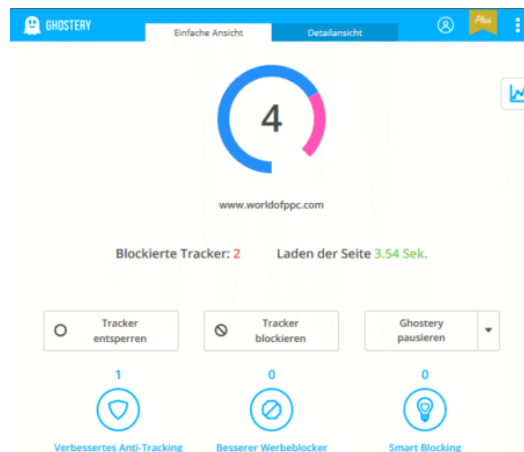 GHOSTERY
Einfache Ansicht
Detailansicht
Plus
4
www.worldofppc.com
Blockierte Tracker: 2 Laden der Seite 3.54 Sek.
Tracker
entsperren
Tracker
blockieren
Ghostery
pausieren
1
0
0
Verbessertes Anti-Tracking
Besserer Werbeblocker
Smart Blocking